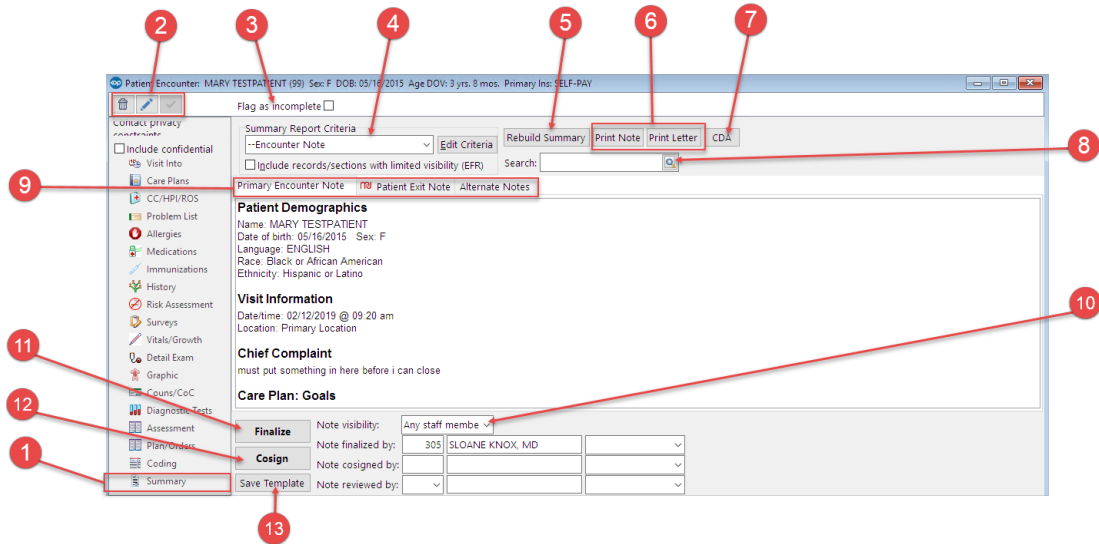 2
3
4
5
6
7
Patient Encounter: MARY TESTPATIENT (99) Sex: F DOB: 05/16/2015 Age DOV: 3 yrs. 8 mos. Primary Ins: SELF-PAY
Flag as incomplete
Contact privacy
constraints
Include confidential
Visit Info
Care Plans
CC/HPI/ROS
Problem List
Allergies
Medications
Immunizations
History
Risk Assessment
Surveys
Vitals/Growth
Detail Exam
Graphic
Couns/CoC
Diagnostic Tests
Assessment
Plan/Orders
Coding
Summary
Summary Report Criteria
--Encounter Note
Edit Criteria
Include records/sections with limited visibility (EFR)
Rebuild Summary
Print Note
Print Letter
CDA
Search:
8
9
Primary Encounter Note
Patient Exit Note
Alternate Notes
Patient Demographics
Name: MARY TESTPATIENT
Date of birth: 05/16/2015 Sex: F
Language: ENGLISH
Race: Black or African American
Ethnicity: Hispanic or Latino
Visit Information
Date/time: 02/12/2019 @ 09:20 am
Location: Primary Location
Chief Complaint
must put something in here before i can close
Care Plan: Goals
10
11
12
1
13
Finalize
Cosign
Save Template
Note visibility: Any staff membe
Note finalized by: 305 SLOANE KNOX, MD
Note cosigned by:
Note reviewed by: